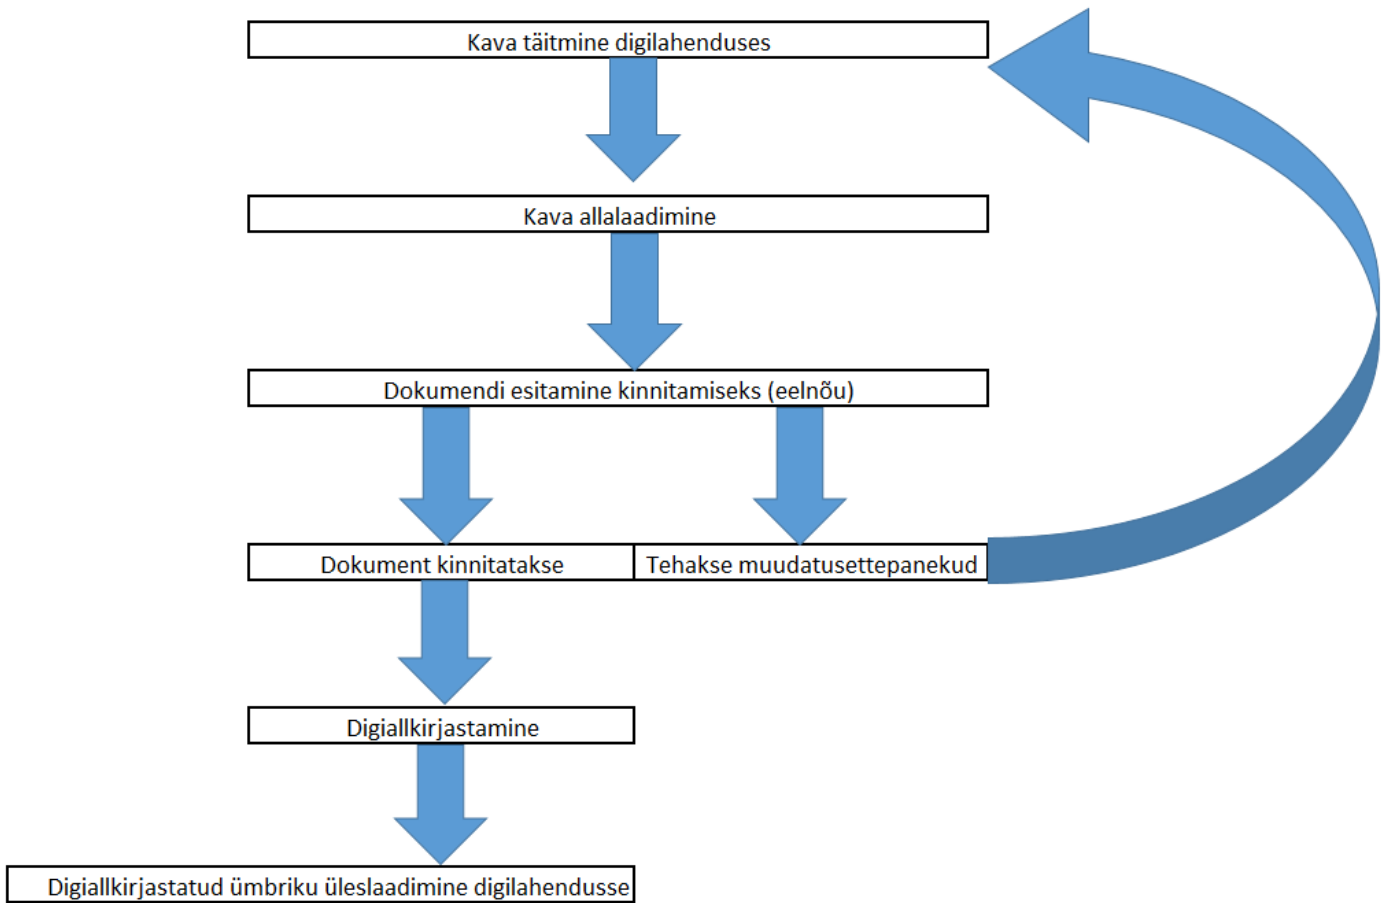 Kava täitmine digilahenduses
Kava allalaadimine
Dokumendi esitamine kinnitamiseks (eelnõu)
Dokument kinnitatakse
Tehakse muudatusettepanekud
Digiallkirjastamine
Digiallkirjastatud ümbriku üleslaadimine digilahendusse